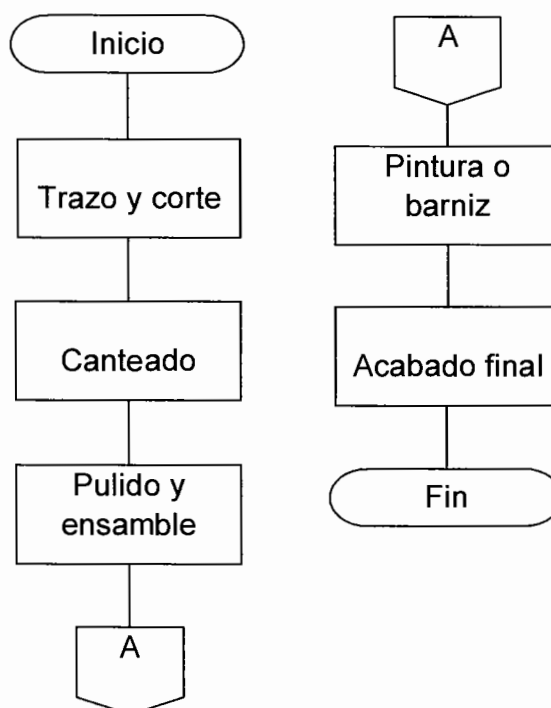 Inicio
Trazo y corte
Canteado
Pulido y
ensamble
A
A
Pintura o
barniz
Acabado final
Fin